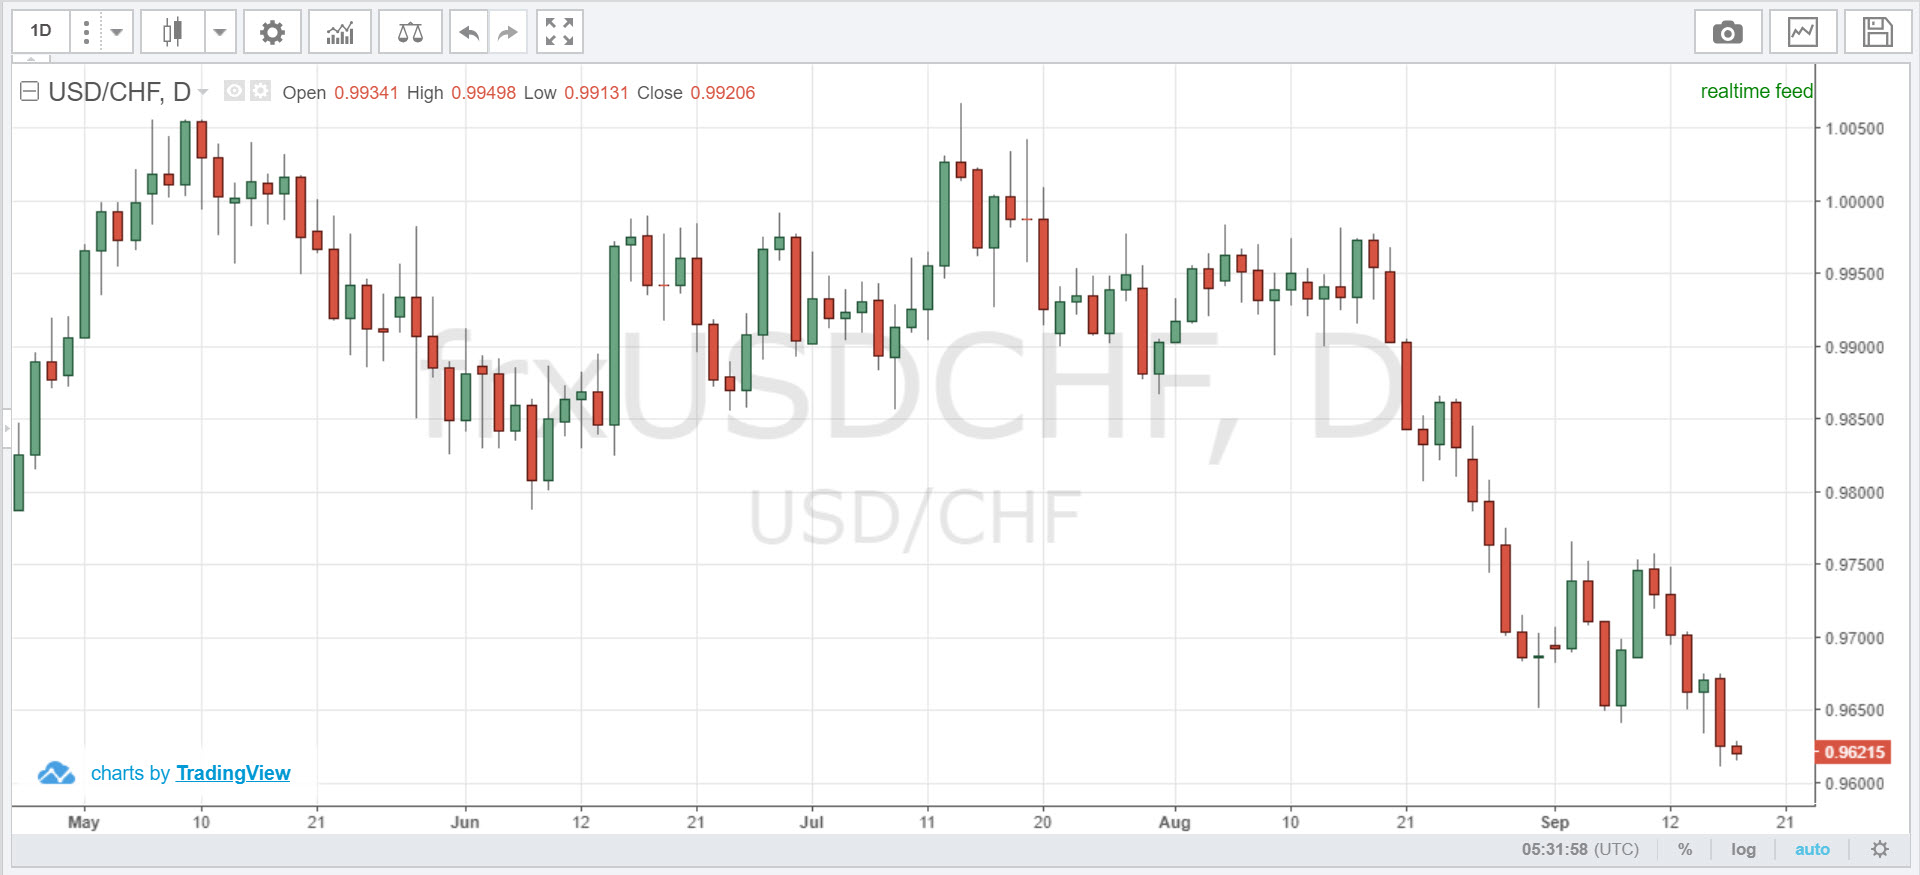 1D
USD/CHF, D Open 0.99341 High 0.99498 Low 0.99131 Close 0.99206
realtime feed
1.00500
1.00000
0.99500
0.99000
0.98500
0.98000
0.97500
0.97000
0.96500
0.96215
0.96000
frxUSDCHF, D
USD/CHF
charts by TradingView
May 10 21 Jun 12 21 Jul 11 20 Aug 10 21 Sep 12 21
05:31:58 (UTC) % log auto